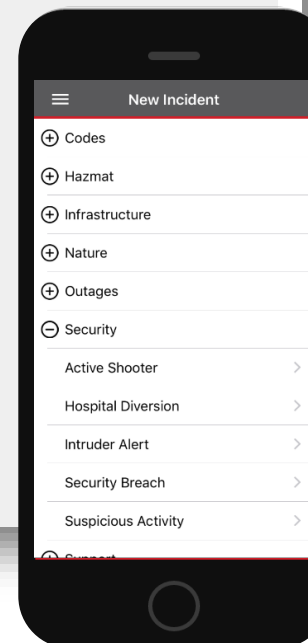 New Incident
Codes
Hazmat
Infrastructure
Nature
Outages
Security
Active Shooter
Hospital Diversion
Intruder Alert
Security Breach
Suspicious Activity